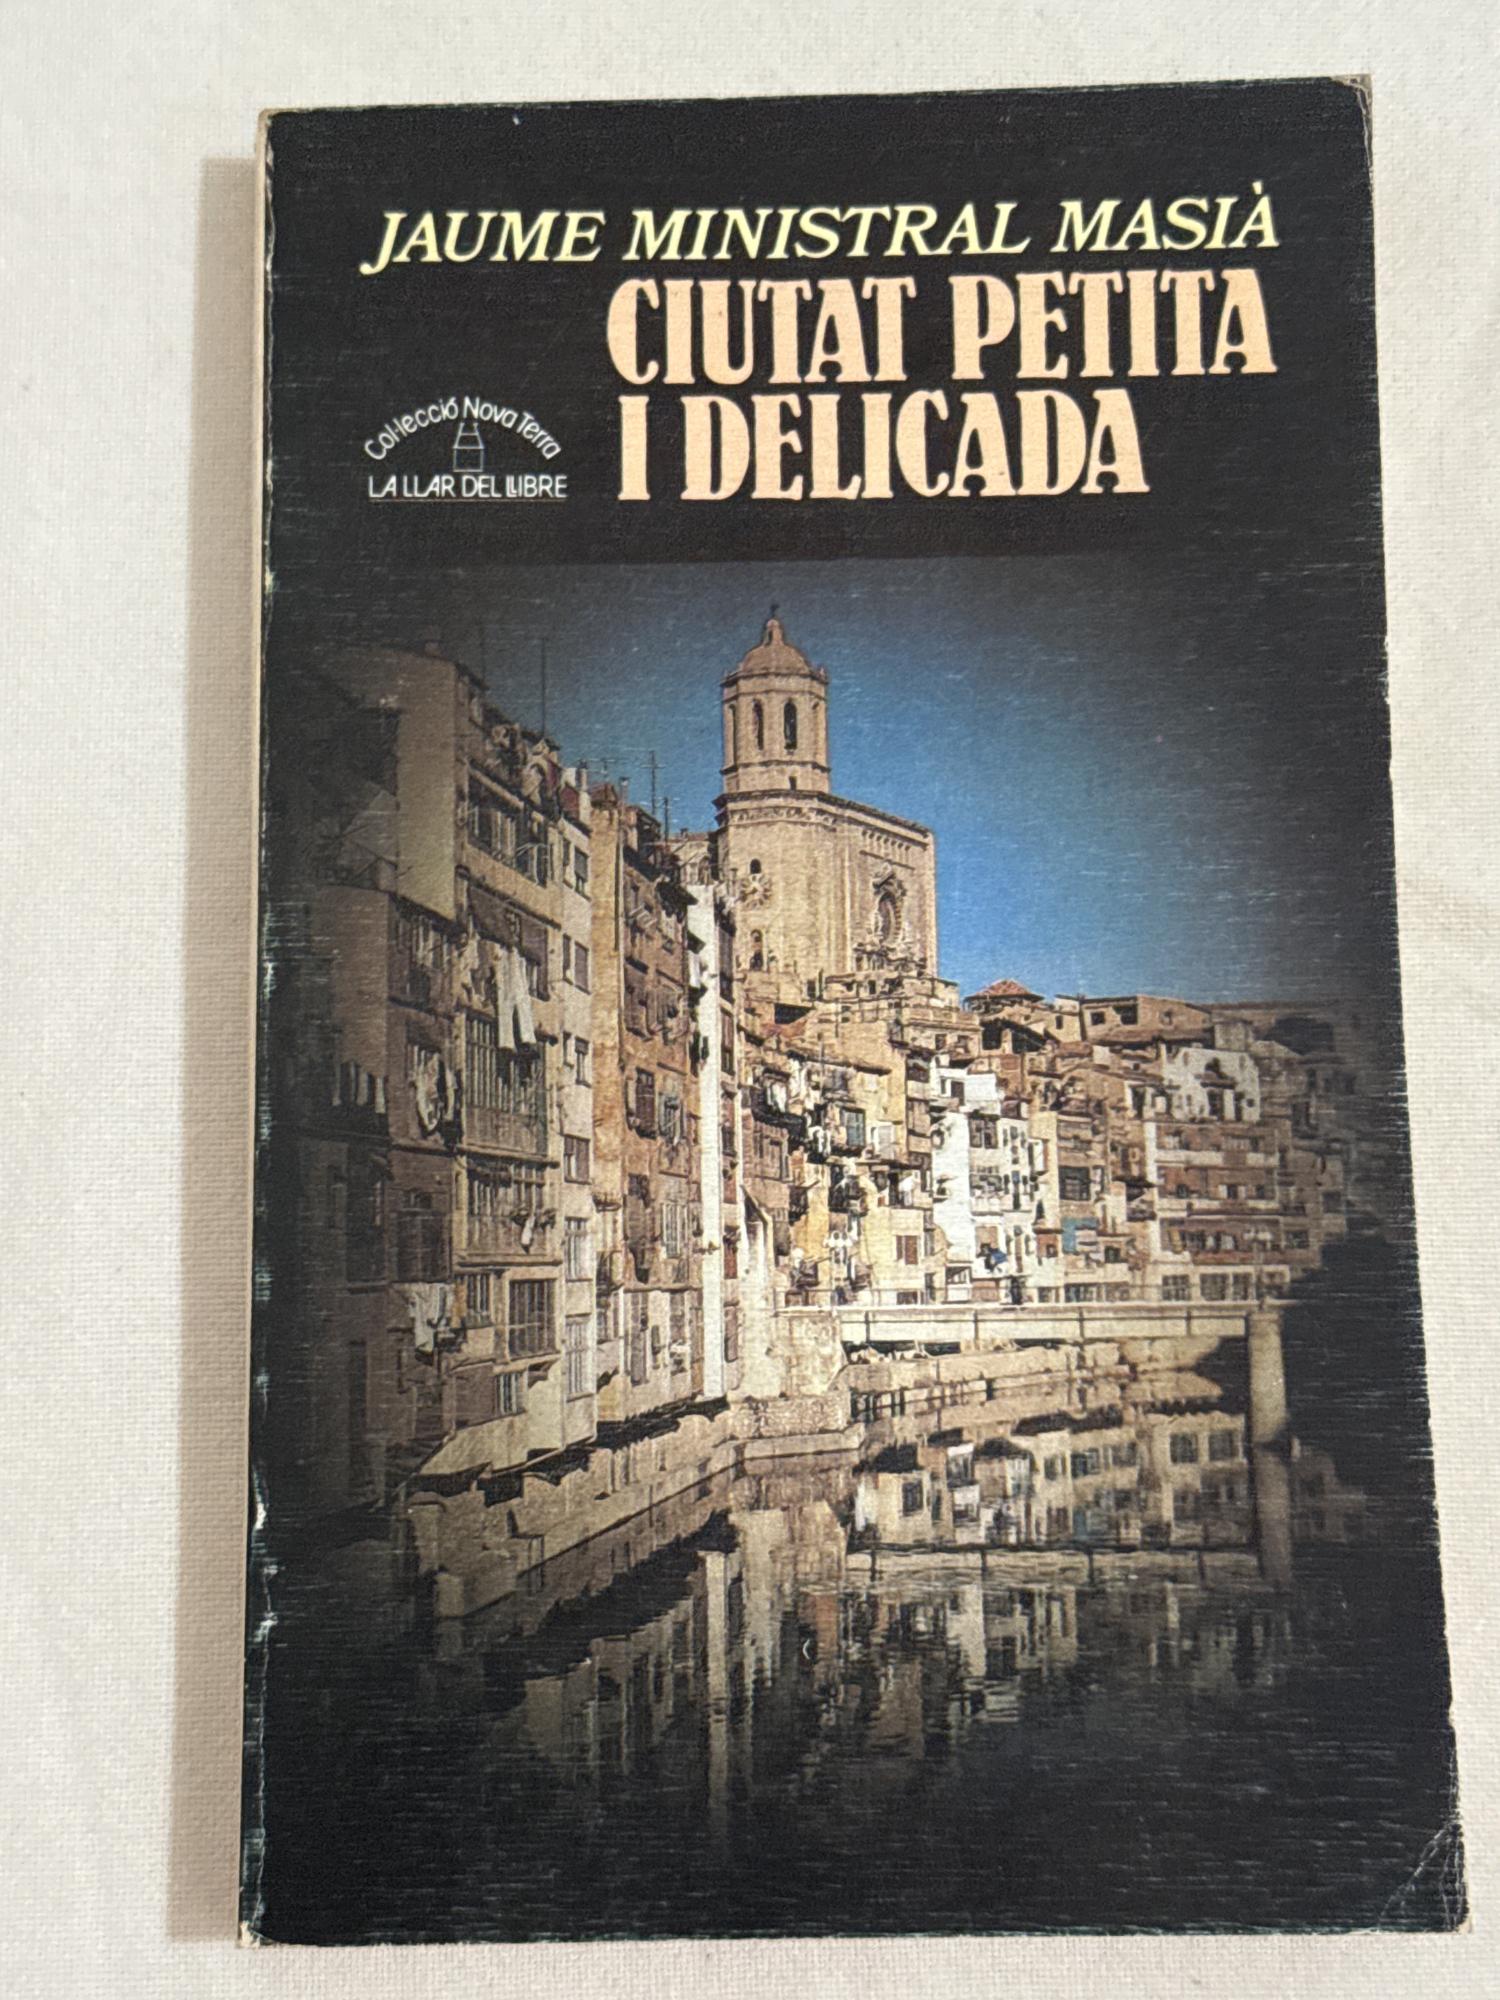 JAUME MINISTRAL MASIÀ
CIUTAT PETITA
I DELICADA
Col·lecció Nova Terra
LA LLAR DEL LLIBRE